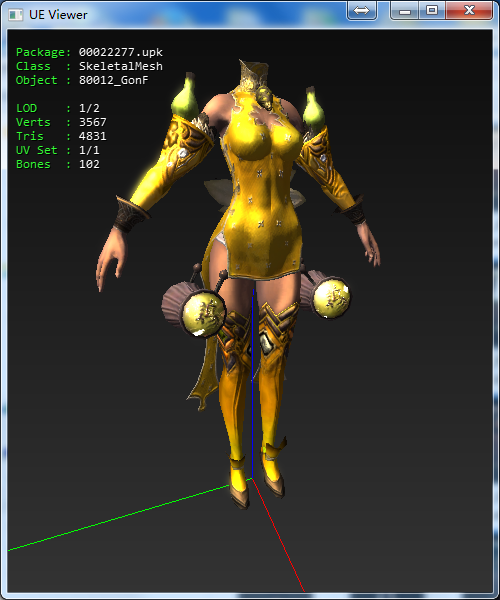 UE Viewer
Package: 00022277.upk
Class : SkeletalMesh
Object : 80012_GonF
LOD : 1/2
Verts : 3567
Tris : 4831
UV Set : 1/1
Bones : 102